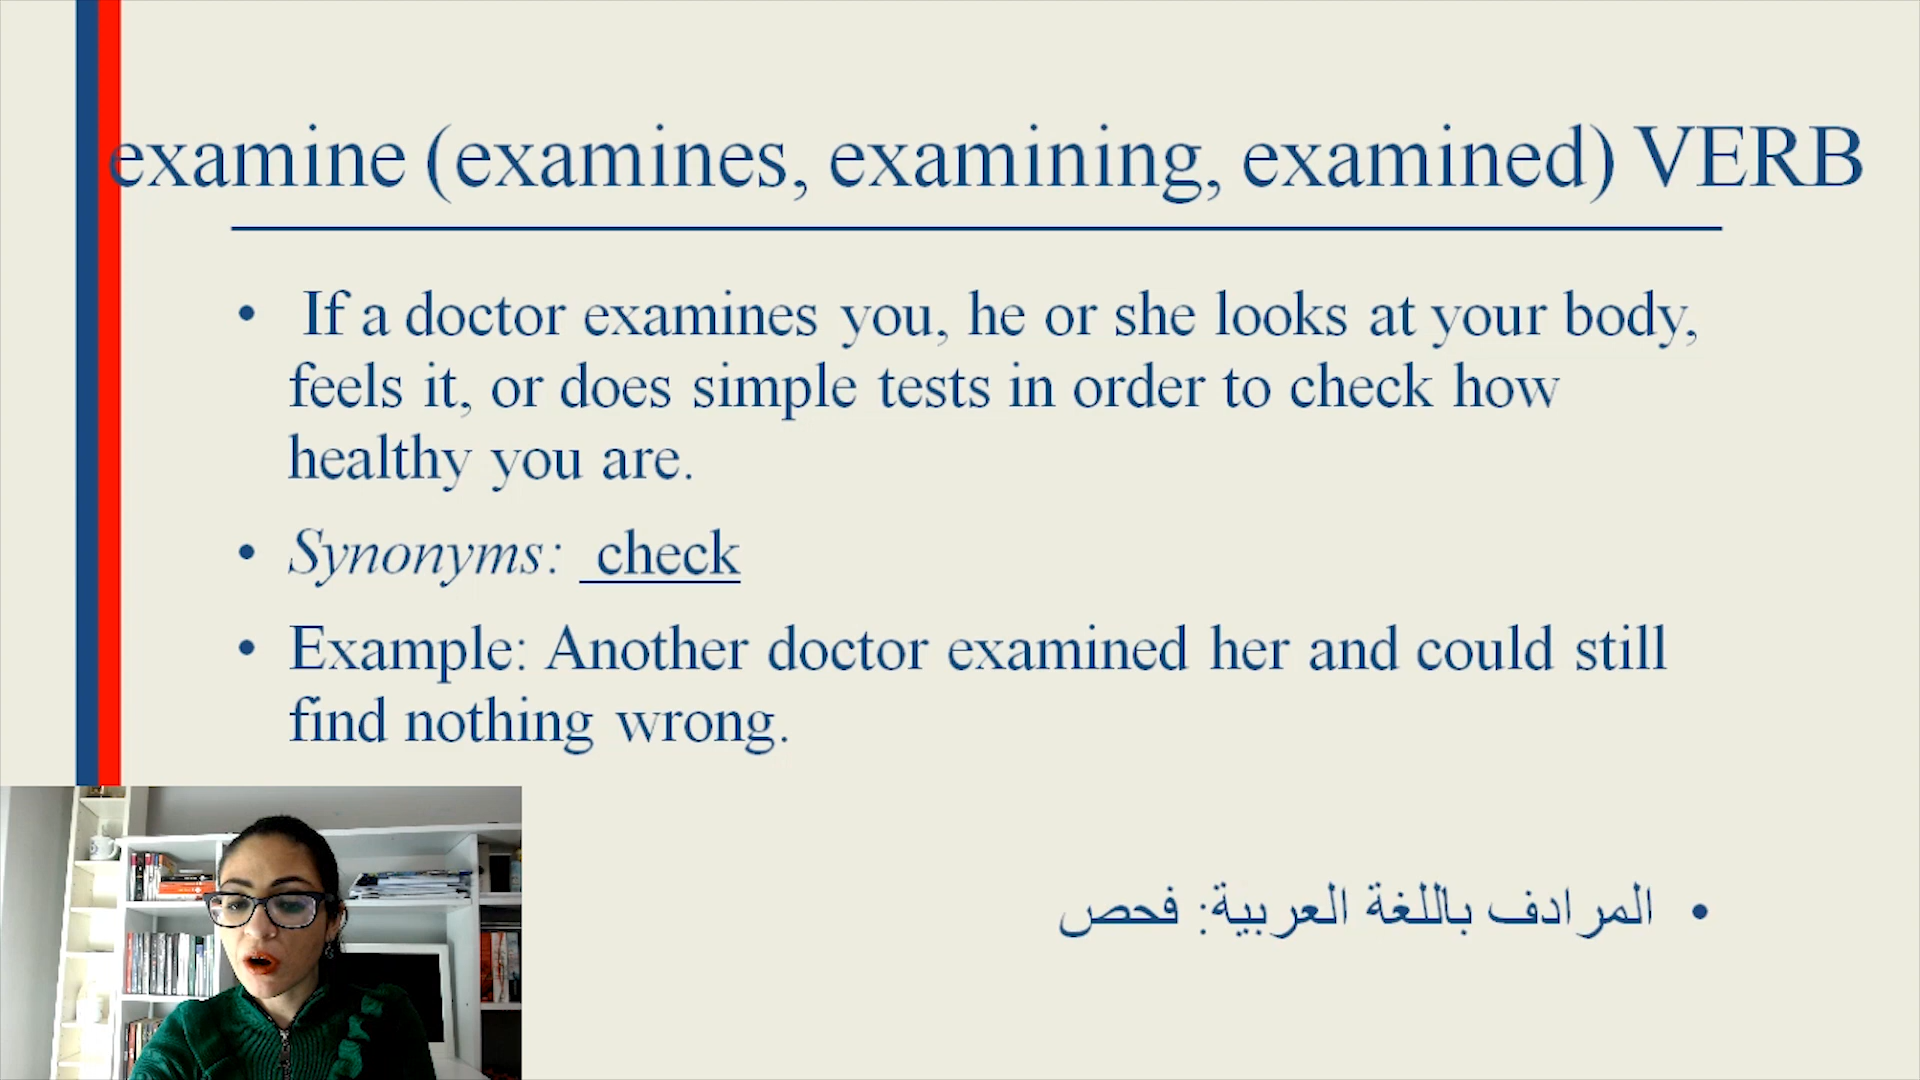 examine (examines, examining, examined) VERB
• If a doctor examines you, he or she looks at your body,
feels it, or does simple tests in order to check how
healthy you are.
• Synonyms: check
• Example: Another doctor examined her and could still
find nothing wrong.
• المرادف باللغة العربية: فحص